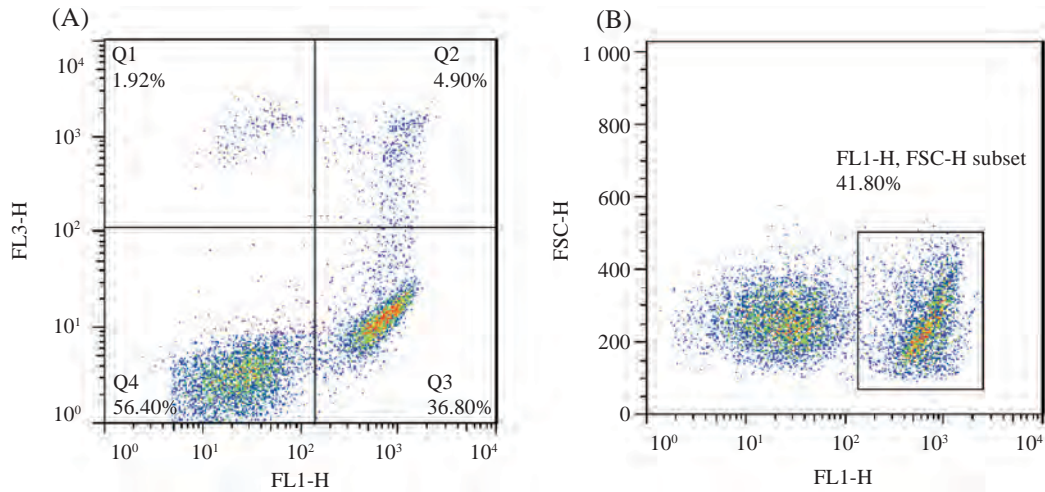 (A)
Q1
1.92%
Q2
4.90%
Q4
56.40%
Q3
36.80%
10⁴
10³
10²
10¹
10⁰
FL3-H
10⁰ 10¹ 10² 10³ 10⁴
FL1-H
(B)
1 000
800
600
400
200
0
FSC-H
FL1-H, FSC-H subset
41.80%
10⁰ 10¹ 10² 10³ 10⁴
FL1-H